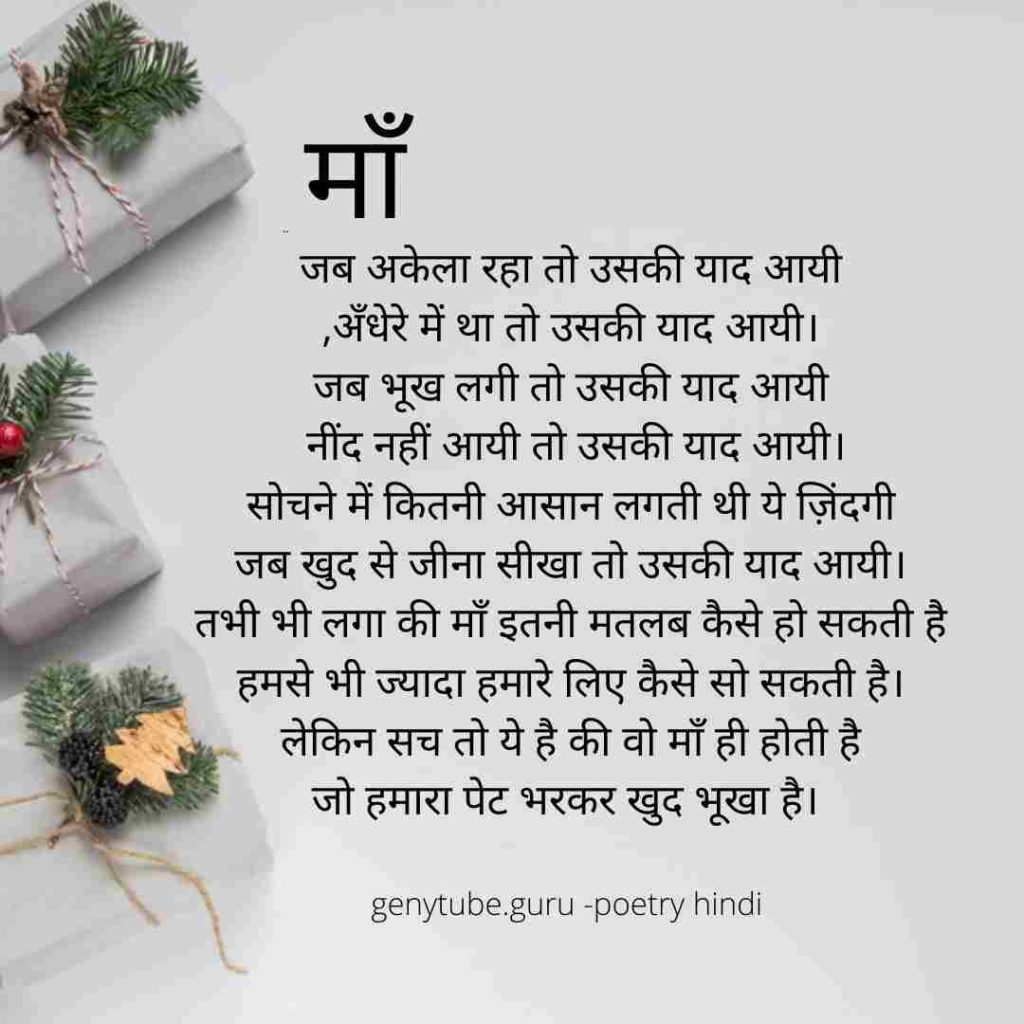 माँ
जब अकेला रहा तो उसकी याद आयी
,अँधेरे में था तो उसकी याद आयी।
जब भूख लगी तो उसकी याद आयी
नींद नहीं आयी तो उसकी याद आयी।
सोचने में कितनी आसान लगती थी ये ज़िंदगी
जब खुद से जीना सीखा तो उसकी याद आयी।
तभी भी लगा की माँ इतनी मतलब कैसे हो सकती है
हमसे भी ज्यादा हमारे लिए कैसे सो सकती है।
लेकिन सच तो ये है की वो माँ ही होती है
जो हमारा पेट भरकर खुद भूखा है।
genytube.guru -poetry hindi